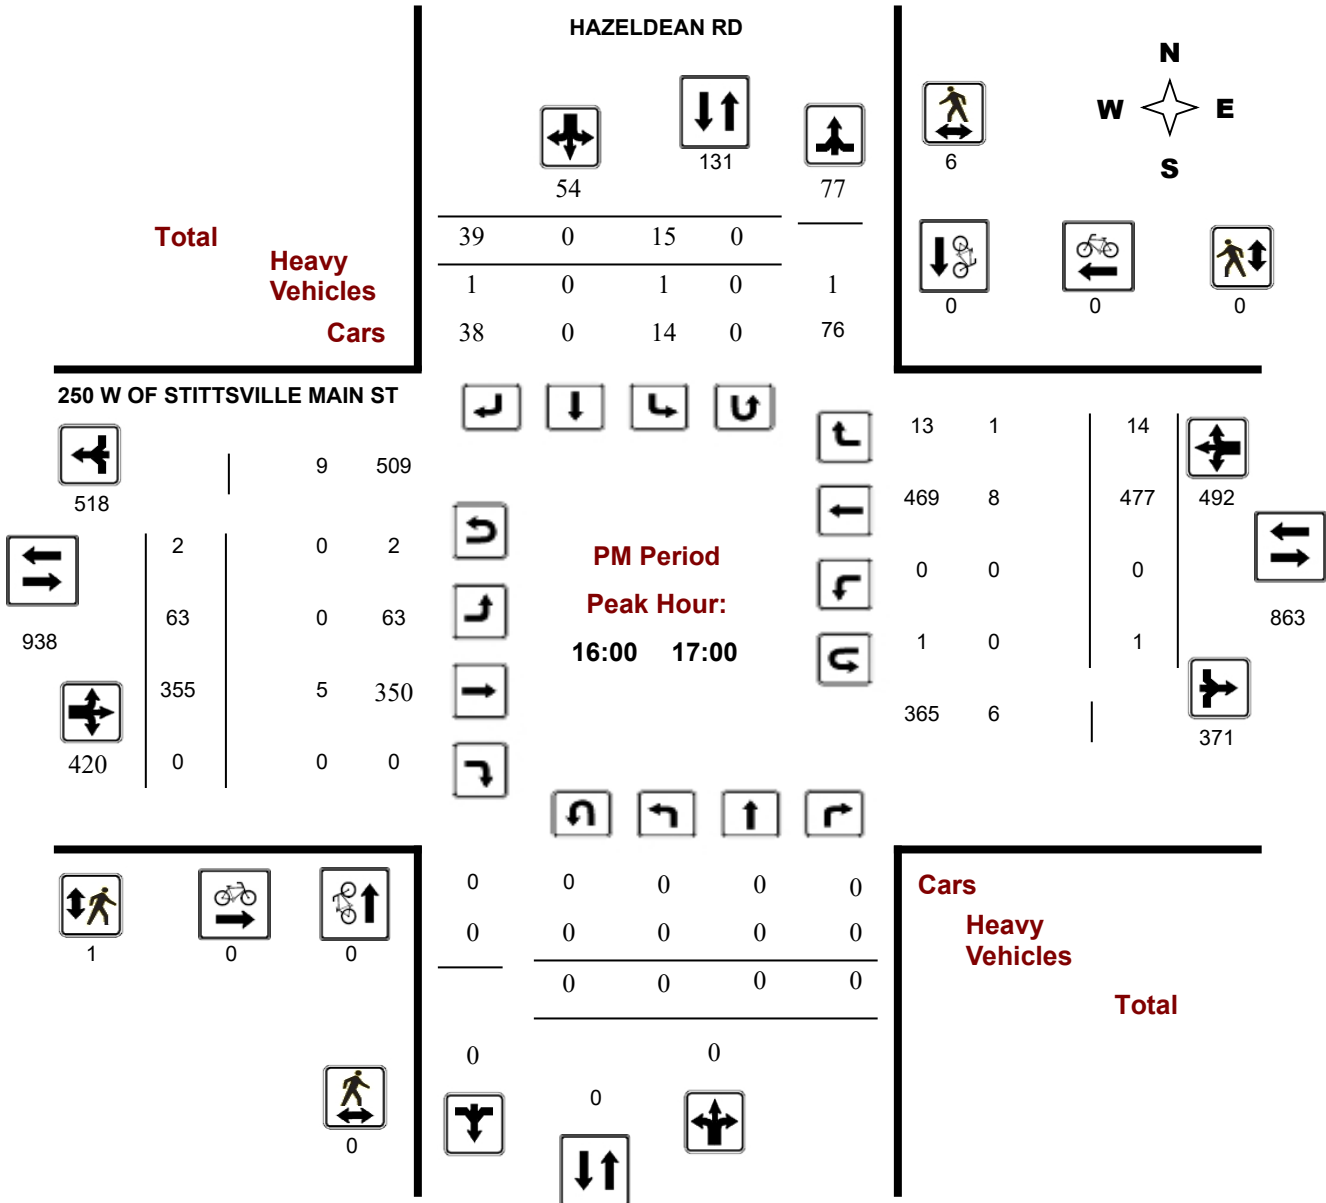 HAZELDEAN RD
N
W E
S
131
6
54
77
Total
39 0 15 0
Heavy
Vehicles
1 0 1 0 1
Cars
38 0 14 0 76
0 0 0
250 W OF STITTSVILLE MAIN ST
13 1 14
9 509
518
469 8 477 492
2 0 2
PM Period
0 0 0
Peak Hour:
63 0 63
863
938
16:00 17:00
1 0 1
355 5 350
365 6
371
420 0 0 0
0 0 0 0 0
Cars
0 0 0 0 0
Heavy
Vehicles
1 0 0
0 0 0 0
Total
0 0
0
0